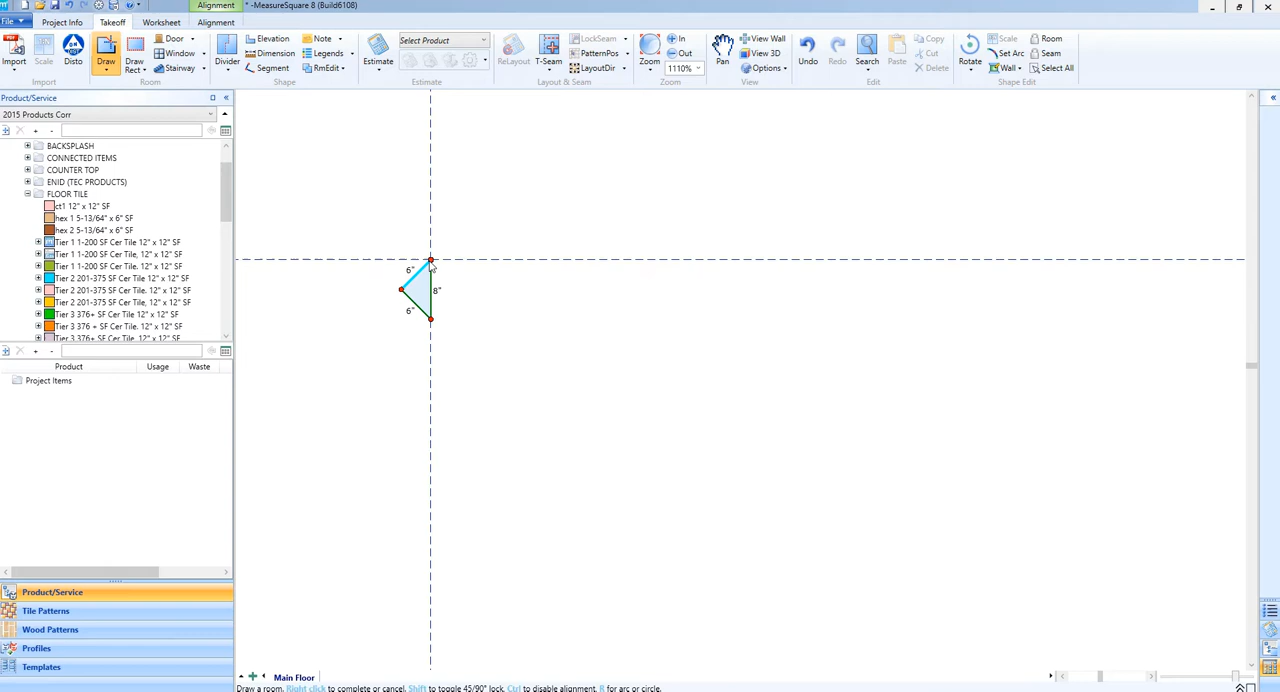 Alignment * -MeasureSquare 8 (Build6108)
File Project Info Takeoff Worksheet Alignment
Import Scale Disto Draw Draw Rect Door Window Stairway Divider Elevation Dimension Segment Note Legends RmEdit Estimate Select Product ReLayout T-Seam LockSeam PatternPos LayoutDir Zoom In Out 1110% Pan View Wall View 3D Options Undo Redo Search Paste Copy Cut Delete Rotate Scale Set Arc Wall Room Seam Select All
Import Room Shape Estimate Layout & Seam Zoom View Edit Shape Edit
Product/Service
2015 Products Corr
BACKSPLASH
CONNECTED ITEMS
COUNTER TOP
ENID (TEC PRODUCTS)
FLOOR TILE
ct1 12" x 12" SF
hex 1 5-13/64" x 6" SF
hex 2 5-13/64" x 6" SF
Tier 1 1-200 SF Cer Tile 12" x 12" SF
Tier 1 1-200 SF Cer Tile, 12" x 12" SF
Tier 1 1-200 SF Cer Tile. 12" x 12" SF
Tier 2 201-375 SF Cer Tile 12" x 12" SF
Tier 2 201-375 SF Cer Tile, 12" x 12" SF
Tier 2 201-375 SF Cer Tile. 12" x 12" SF
Tier 3 376+ SF Cer Tile 12" x 12" SF
Tier 3 376 + SF Cer Tile, 12" x 12" SF
Tier 3 376+ SF Cer Tile. 12" x 12" SF
Product Usage Waste
Project Items
6"
8"
6"
Product/Service
Tile Patterns
Wood Patterns
Profiles
Templates
Main Floor
Draw a room. Right click to complete or cancel. Shift to toggle 45/90° lock, Ctrl to disable alignment, R for arc or circle.